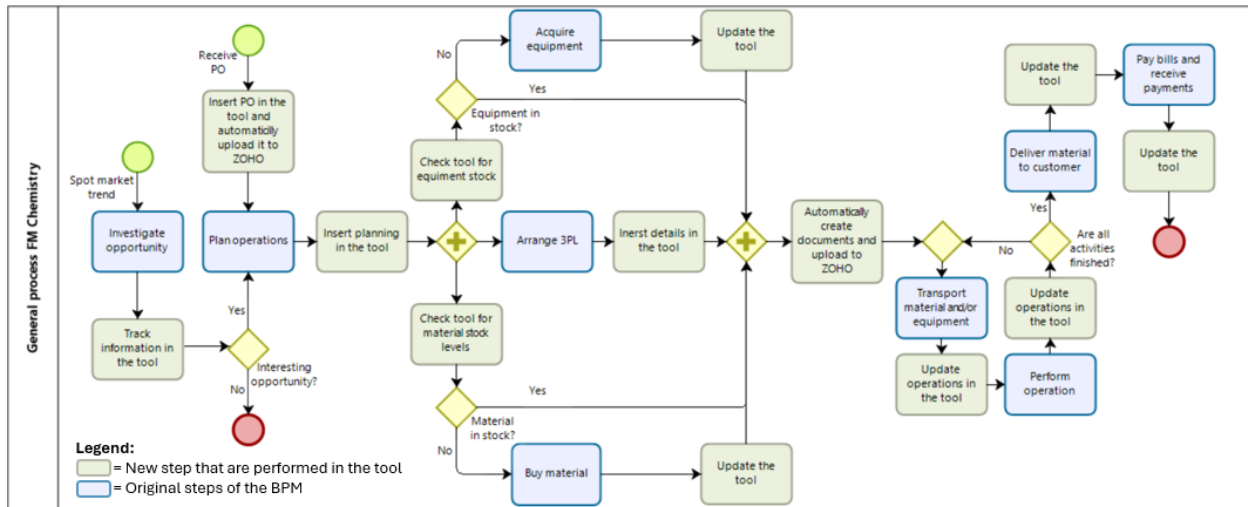 General process FM Chemistry
Receive
PO
Insert PO in the
tool and
automaticlly
upload it to
ZOHO
Spot market
trend
Investigate
opportunity
Track
information in
the tool
Interesting
opportunity?
Yes
No
Plan operations
Insert planning
in the tool
Check tool for
equiment stock
Equipment in
stock?
No
Yes
Acquire
equipment
Update the
tool
Arrange 3PL
Inerst details in
the tool
Check tool for
material stock
levels
Material
in stock?
Yes
No
Buy material
Update the
tool
Automatically
create
documents and
upload to
ZOHO
Transport
material and/or
equipment
Update
operations in
the tool
Perform
operation
Update
operations in
the tool
Are all
activities
finished?
No
Yes
Deliver material
to customer
Update the
tool
Pay bills and
receive
payments
Update the
tool
Legend:
= New step that are performed in the tool
= Original steps of the BPM